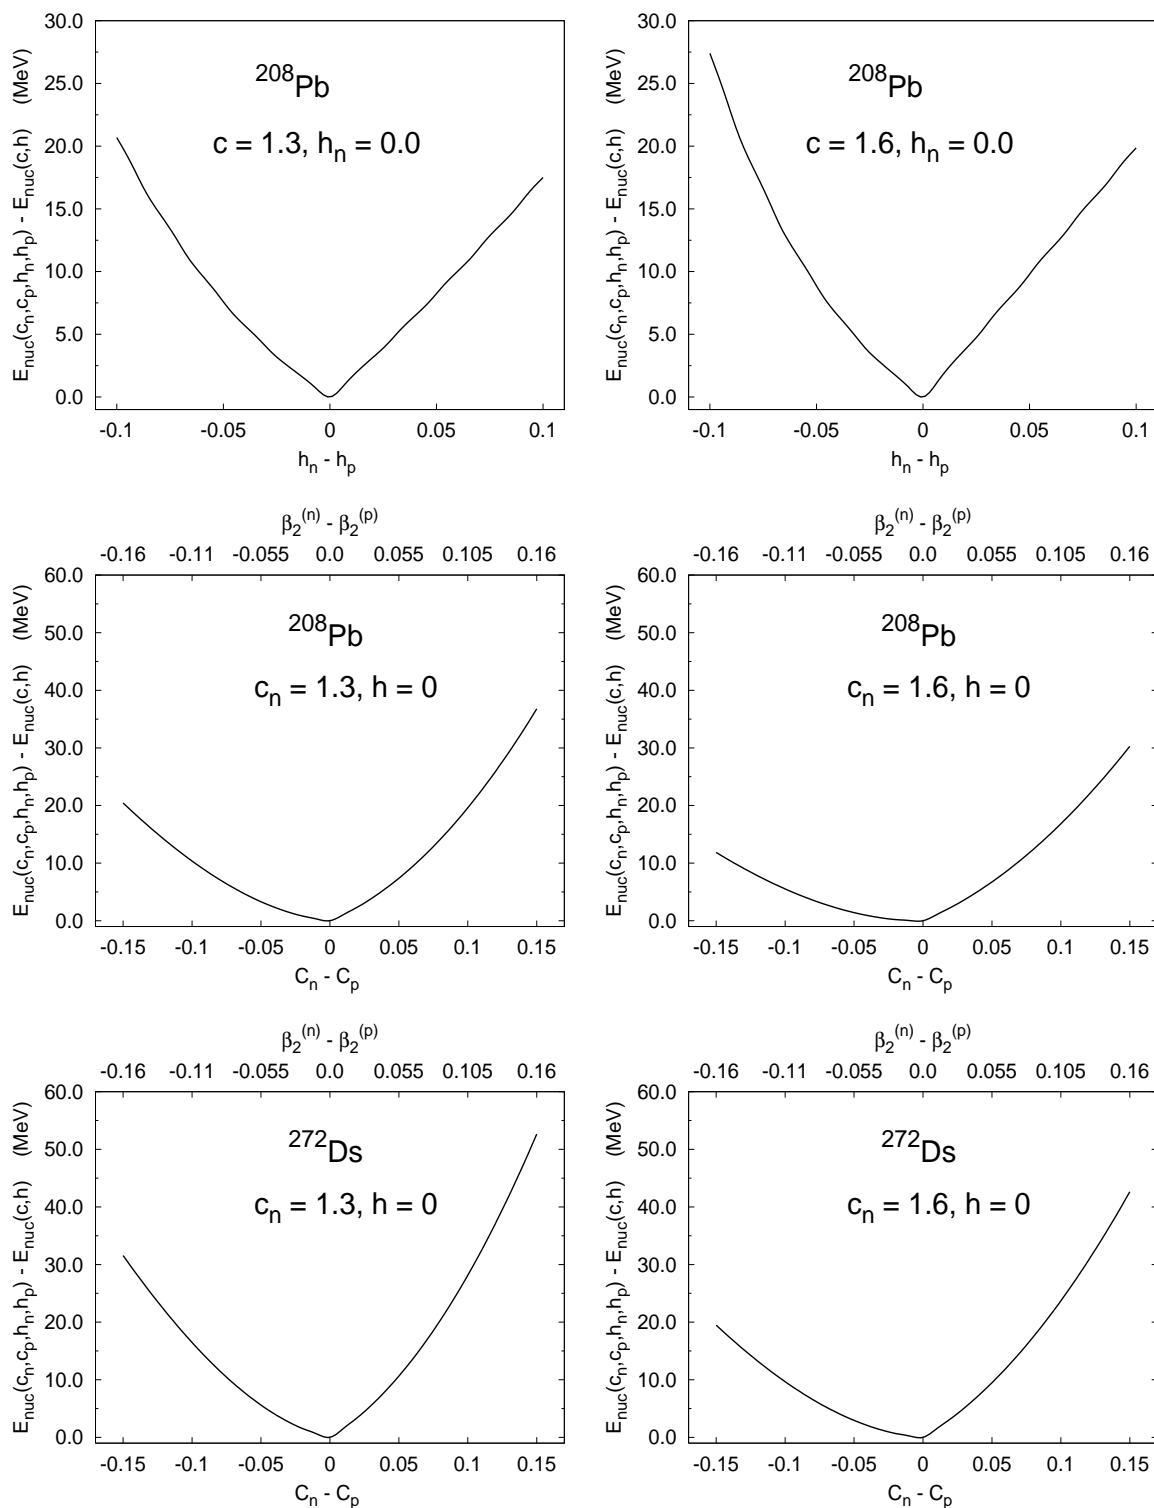 30.0
25.0
20.0
15.0
10.0
5.0
0.0
E_nuc(c_n,c_p,h_n,h_p) - E_nuc(c,h) (MeV)
²⁰⁸Pb
c = 1.3, h_n = 0.0
-0.1 -0.05 0 0.05 0.1
h_n - h_p
30.0
25.0
20.0
15.0
10.0
5.0
0.0
E_nuc(c_n,c_p,h_n,h_p) - E_nuc(c,h) (MeV)
²⁰⁸Pb
c = 1.6, h_n = 0.0
-0.1 -0.05 0 0.05 0.1
h_n - h_p
β₂⁽ⁿ⁾ - β₂⁽ᵖ⁾
-0.16 -0.11 -0.055 0.0 0.055 0.105 0.16
60.0
50.0
40.0
30.0
20.0
10.0
0.0
E_nuc(c_n,c_p,h_n,h_p) - E_nuc(c,h) (MeV)
²⁰⁸Pb
c_n = 1.3, h = 0
-0.15 -0.1 -0.05 0 0.05 0.1 0.15
C_n - C_p
β₂⁽ⁿ⁾ - β₂⁽ᵖ⁾
-0.16 -0.11 -0.055 0.0 0.055 0.105 0.16
60.0
50.0
40.0
30.0
20.0
10.0
0.0
E_nuc(c_n,c_p,h_n,h_p) - E_nuc(c,h) (MeV)
²⁰⁸Pb
c_n = 1.6, h = 0
-0.15 -0.1 -0.05 0 0.05 0.1 0.15
C_n - C_p
β₂⁽ⁿ⁾ - β₂⁽ᵖ⁾
-0.16 -0.11 -0.055 0.0 0.055 0.105 0.16
60.0
50.0
40.0
30.0
20.0
10.0
0.0
E_nuc(c_n,c_p,h_n,h_p) - E_nuc(c,h) (MeV)
²⁷²Ds
c_n = 1.3, h = 0
-0.15 -0.1 -0.05 0 0.05 0.1 0.15
C_n - C_p
β₂⁽ⁿ⁾ - β₂⁽ᵖ⁾
-0.16 -0.11 -0.055 0.0 0.055 0.105 0.16
60.0
50.0
40.0
30.0
20.0
10.0
0.0
E_nuc(c_n,c_p,h_n,h_p) - E_nuc(c,h) (MeV)
²⁷²Ds
c_n = 1.6, h = 0
-0.15 -0.1 -0.05 0 0.05 0.1 0.15
C_n - C_p